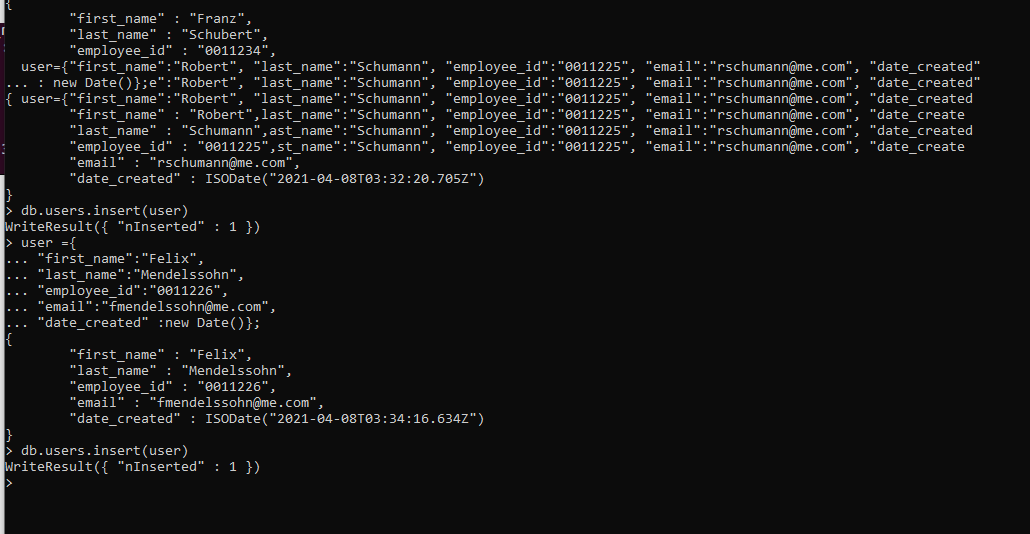 {
"first_name" : "Franz",
"last_name" : "Schubert",
"employee_id" : "0011234",
user={"first_name":"Robert", "last_name":"Schumann", "employee_id":"0011225", "email":"rschumann@me.com", "date_created"
... : new Date()};e":"Robert", "last_name":"Schumann", "employee_id":"0011225", "email":"rschumann@me.com", "date_created
{ user={"first_name":"Robert", "last_name":"Schumann", "employee_id":"0011225", "email":"rschumann@me.com", "date_created
"first_name" : "Robert",last_name":"Schumann", "employee_id":"0011225", "email":"rschumann@me.com", "date_create
"last_name" : "Schumann",ast_name":"Schumann", "employee_id":"0011225", "email":"rschumann@me.com", "date_created
"employee_id" : "0011225",st_name":"Schumann", "employee_id":"0011225", "email":"rschumann@me.com", "date_create
"email" : "rschumann@me.com",
"date_created" : ISODate("2021-04-08T03:32:20.705Z")
}
> db.users.insert(user)
WriteResult({ "nInserted" : 1 })
> user ={
... "first_name":"Felix",
... "last_name":"Mendelssohn",
... "employee_id":"0011226",
... "email":"fmendelssohn@me.com",
... "date_created" :new Date()};
{
"first_name" : "Felix",
"last_name" : "Mendelssohn",
"employee_id" : "0011226",
"email" : "fmendelssohn@me.com",
"date_created" : ISODate("2021-04-08T03:34:16.634Z")
}
> db.users.insert(user)
WriteResult({ "nInserted" : 1 })
>